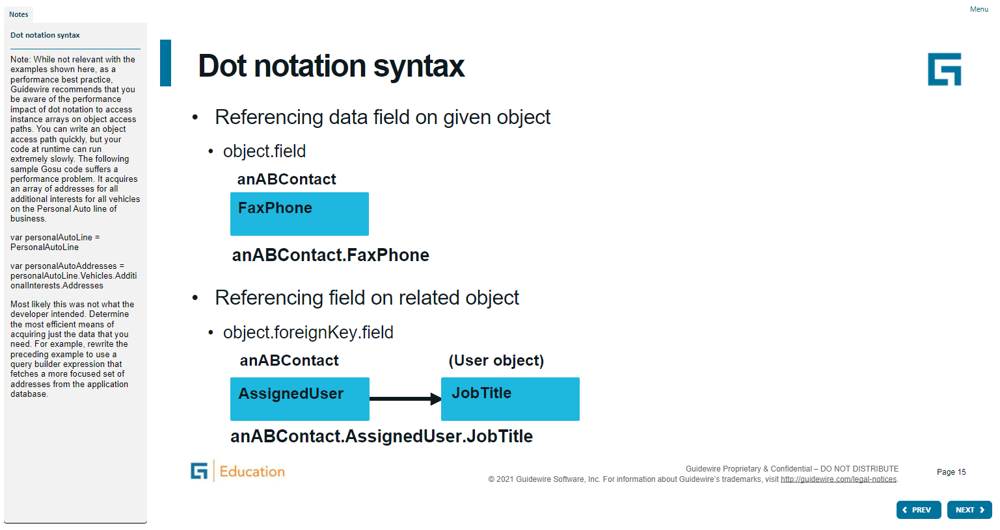 Notes
Menu
Dot notation syntax
Note: While not relevant with the
examples shown here, as a
performance best practice,
Guidewire recommends that you
be aware of the performance
impact of dot notation to access
instance arrays on object access
paths. You can write an object
access path quickly, but your
code at runtime can run
extremely slowly. The following
sample Gosu code suffers a
performance problem. It acquires
an array of addresses for all
additional interests for all vehicles
on the Personal Auto line of
business.
var personalAutoLine =
PersonalAutoLine
var personalAutoAddresses =
personalAutoLine.Vehicles.Additi
onalInterests.Addresses
Most likely this was not what the
developer intended. Determine
the most efficient means of
acquiring just the data that you
need. For example, rewrite the
preceding example to use a
query builder expression that
fetches a more focused set of
addresses from the application
database.
Dot notation syntax
• Referencing data field on given object
• object.field
anABContact
FaxPhone
anABContact.FaxPhone
• Referencing field on related object
• object.foreignKey.field
anABContact (User object)
AssignedUser JobTitle
anABContact.AssignedUser.JobTitle
Education
Guidewire Proprietary & Confidential – DO NOT DISTRIBUTE
© 2021 Guidewire Software, Inc. For information about Guidewire's trademarks, visit http://guidewire.com/legal-notices.
Page 15
PREV NEXT